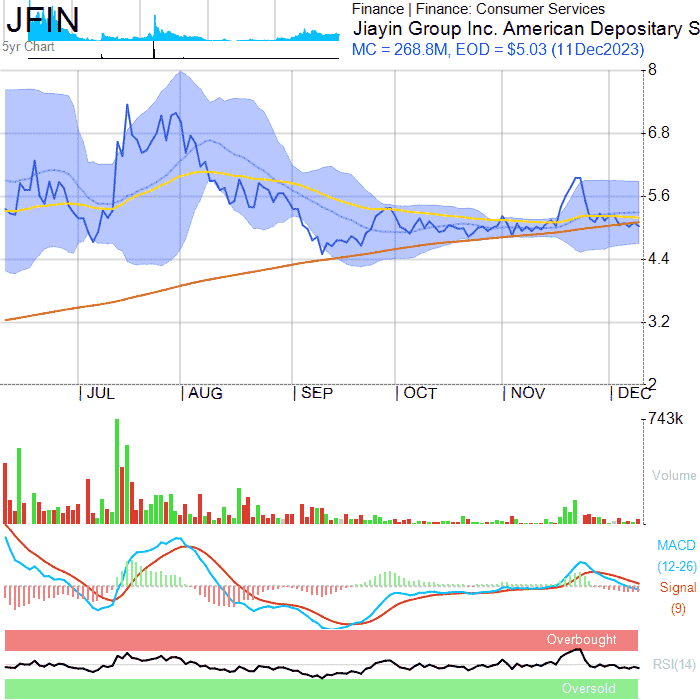 JFIN
Finance | Finance: Consumer Services
Jiayin Group Inc. American Depositary S
5yr Chart
MC = 268.8M, EOD = $5.03 (11Dec2023)
8
6.8
5.6
4.4
3.2
2
| JUL
| AUG
| SEP
| OCT
| NOV
| DEC
743k
Volume
MACD
(12-26)
Signal
(9)
Overbought
RSI(14)
Oversold